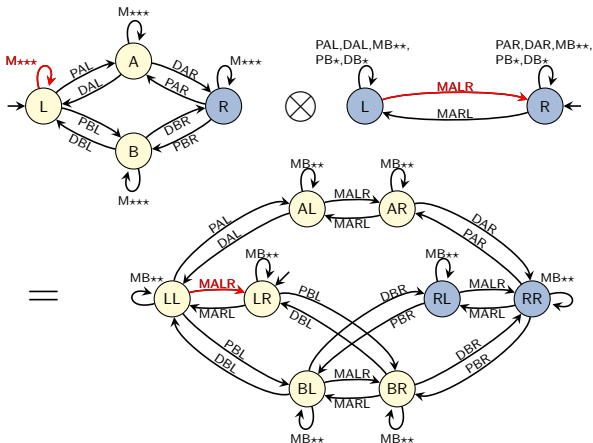 M⋆⋆⋆
M⋆⋆⋆
PAL
DAL
A
DAR
PAR
M⋆⋆⋆
L
R
PBL
DBL
DBR
PBR
B
M⋆⋆⋆
⊗
PAL,DAL,MB⋆⋆,
PB⋆,DB⋆
PAR,DAR,MB⋆⋆,
PB⋆,DB⋆
L
MALR
MARL
R
=
MB⋆⋆
MB⋆⋆
AL
MALR
MARL
AR
PAL
DAL
DAR
PAR
MB⋆⋆
MB⋆⋆
MB⋆⋆
MB⋆⋆
LL
MALR
MARL
LR
PBL
DBL
DBR
PBR
RL
MALR
MARL
RR
PBL
DBL
DBR
PBR
BL
MALR
MARL
BR
MB⋆⋆
MB⋆⋆